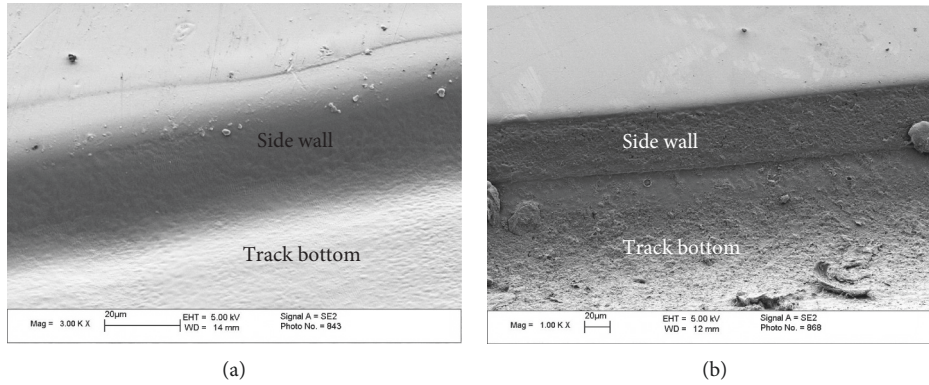 Side wall
Track bottom
Mag = 3.00 K X
20µm
EHT = 5.00 kV
WD = 14 mm
Signal A = SE2
Photo No. = 843
(a)
Side wall
Track bottom
Mag = 1.00 K X
20µm
EHT = 5.00 kV
WD = 12 mm
Signal A = SE2
Photo No. = 868
(b)